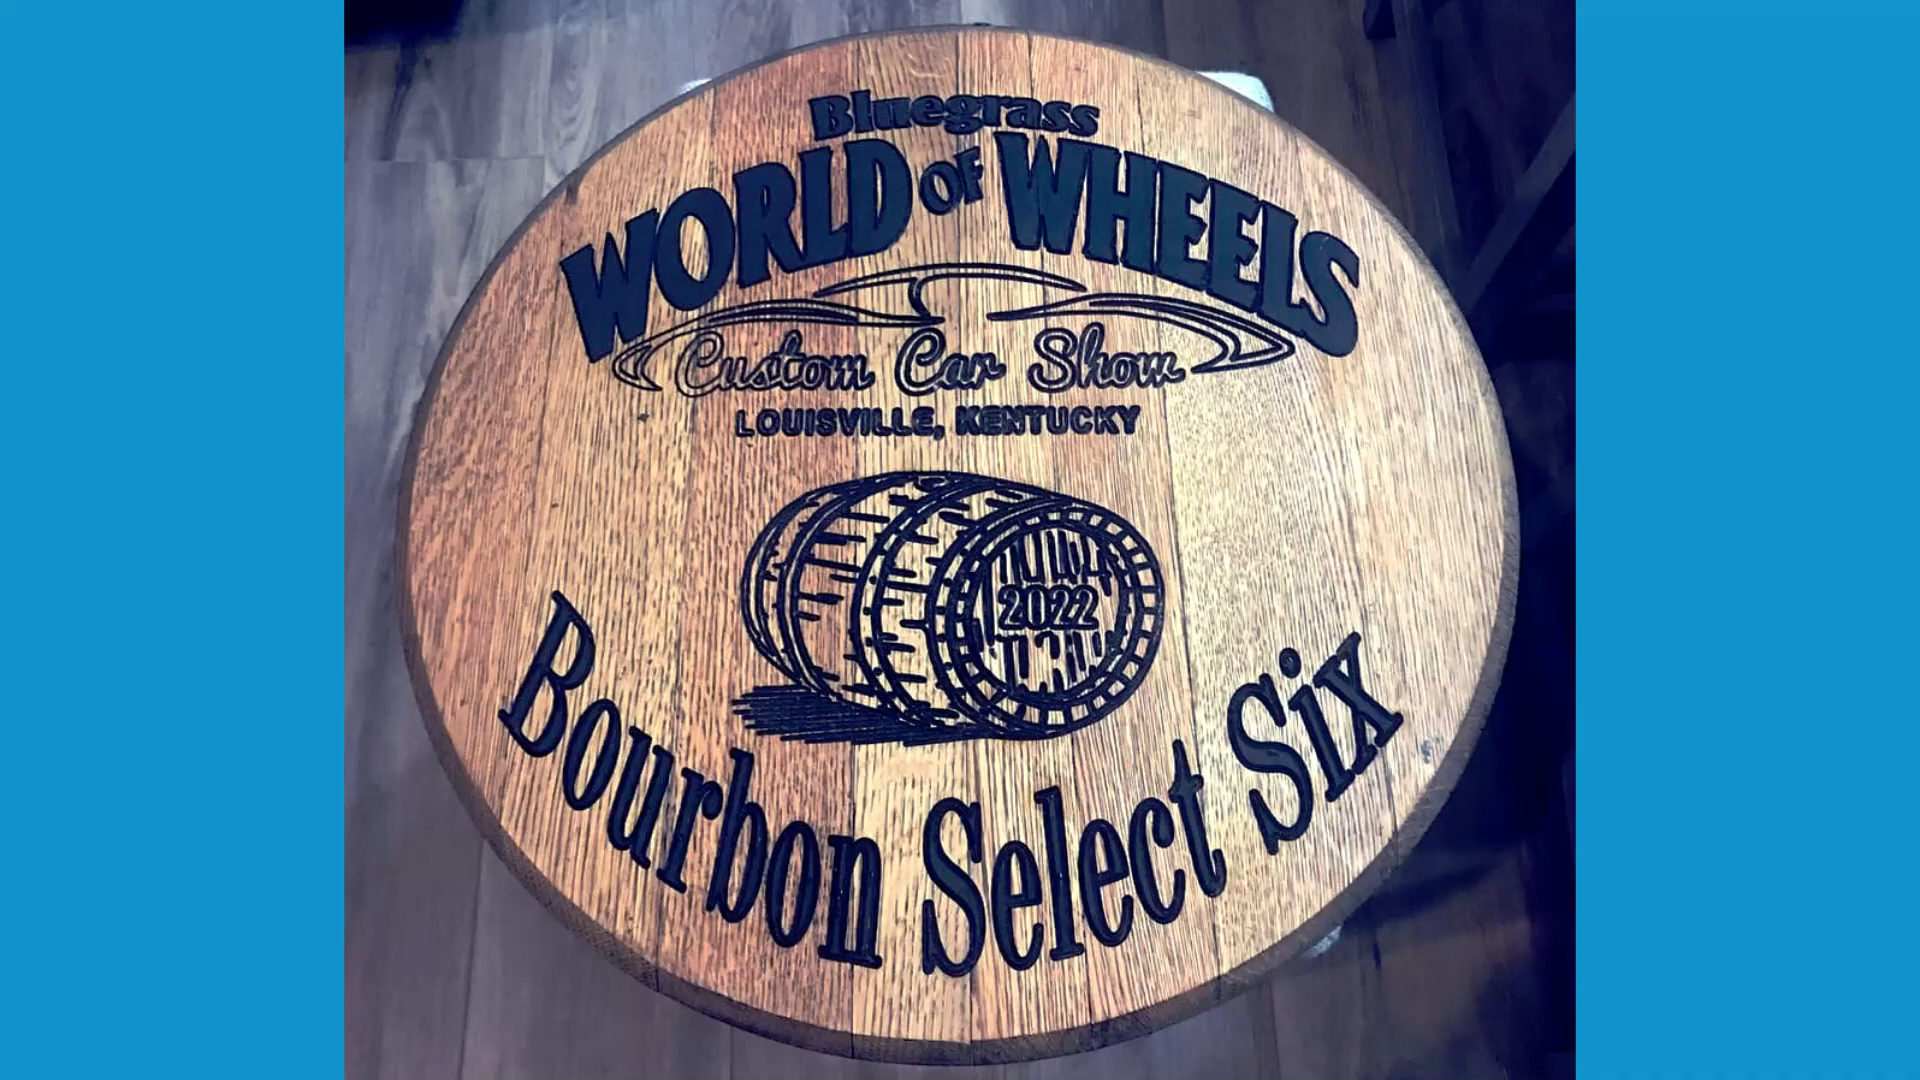 Bluegrass
WORLD OF WHEELS
Custom Car Show
LOUISVILLE, KENTUCKY
2022
Bourbon Select Six